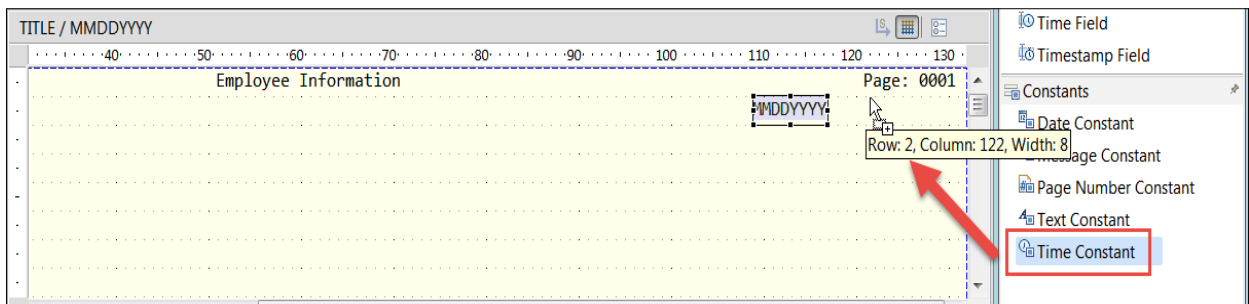 TITLE / MMDDYYYY
40 50 60 70 80 90 100 110 120 130
Employee Information Page: 0001
MMDDYYYY
Row: 2, Column: 122, Width: 8
Time Field
Timestamp Field
Constants
Date Constant
Message Constant
Page Number Constant
Text Constant
Time Constant